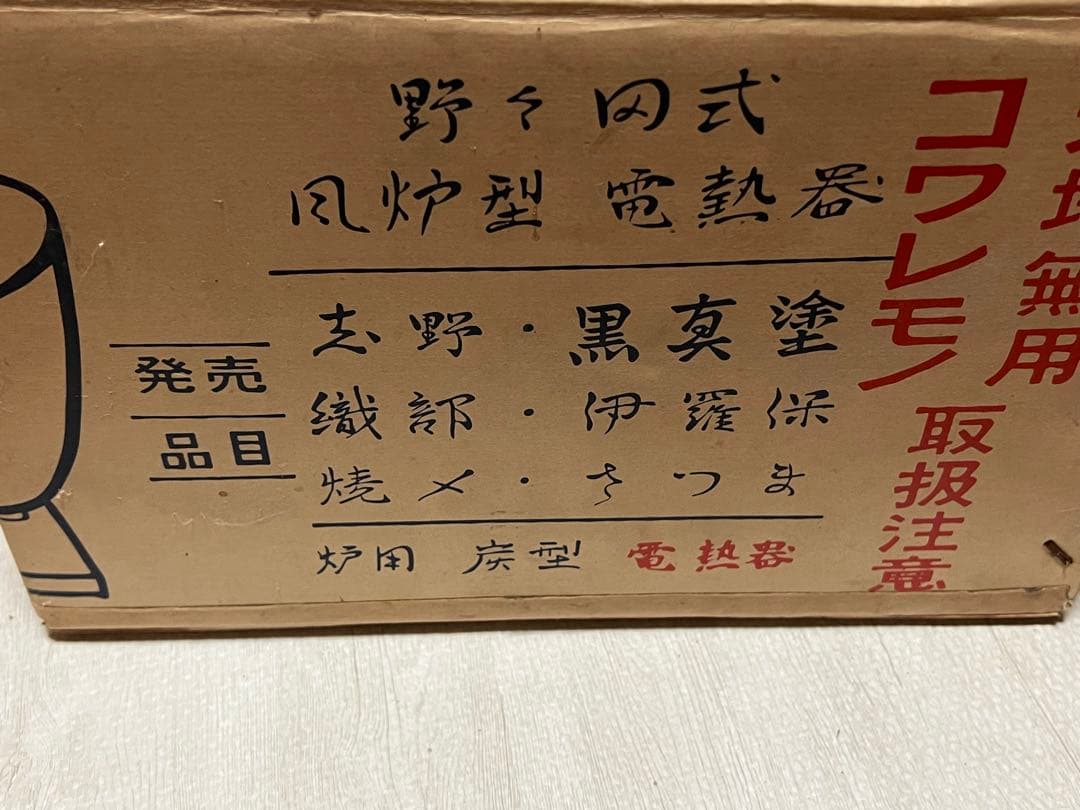 野々田式
風炉型 電熱器
発売
品目
志野・黒真塗
織部・伊羅保
焼〆・さつま
炉用 炭型 電熱器
コワレモノ
取扱注意
無用